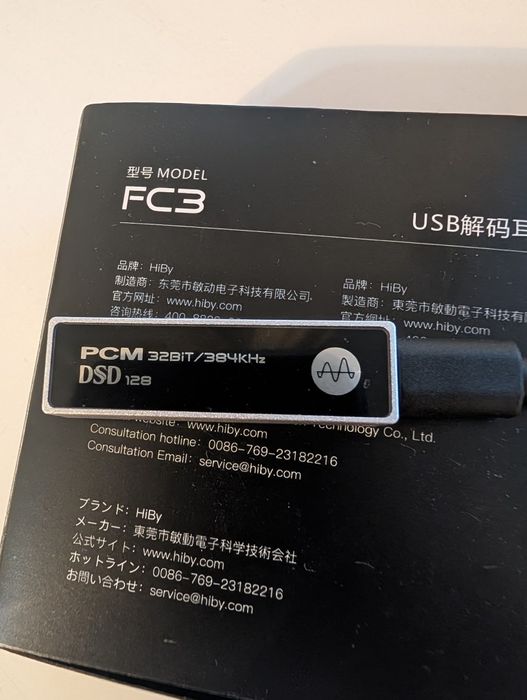 型号 MODEL
FC3
USB解码耳
品牌: HiBy
制造商: 东莞市敏动电子科技有限公司
官方网址: www.hiby.com
咨询热线: 400-88
品牌: HiBy
製造商: 東莞市敏動電子科技有
官方網址: www.hiby.com
PCM 32BiT/384KHz
DSD 128
website: www.hiby.com
Technology Co., Ltd.
Consultation hotline: 0086-769-23182216
Consultation Email: service@hiby.com
ブランド: HiBy
メーカー: 東莞市敏動電子科学技術会社
公式サイト: www.hiby.com
ホットライン: 0086-769-23182216
お問い合わせ: service@hiby.com